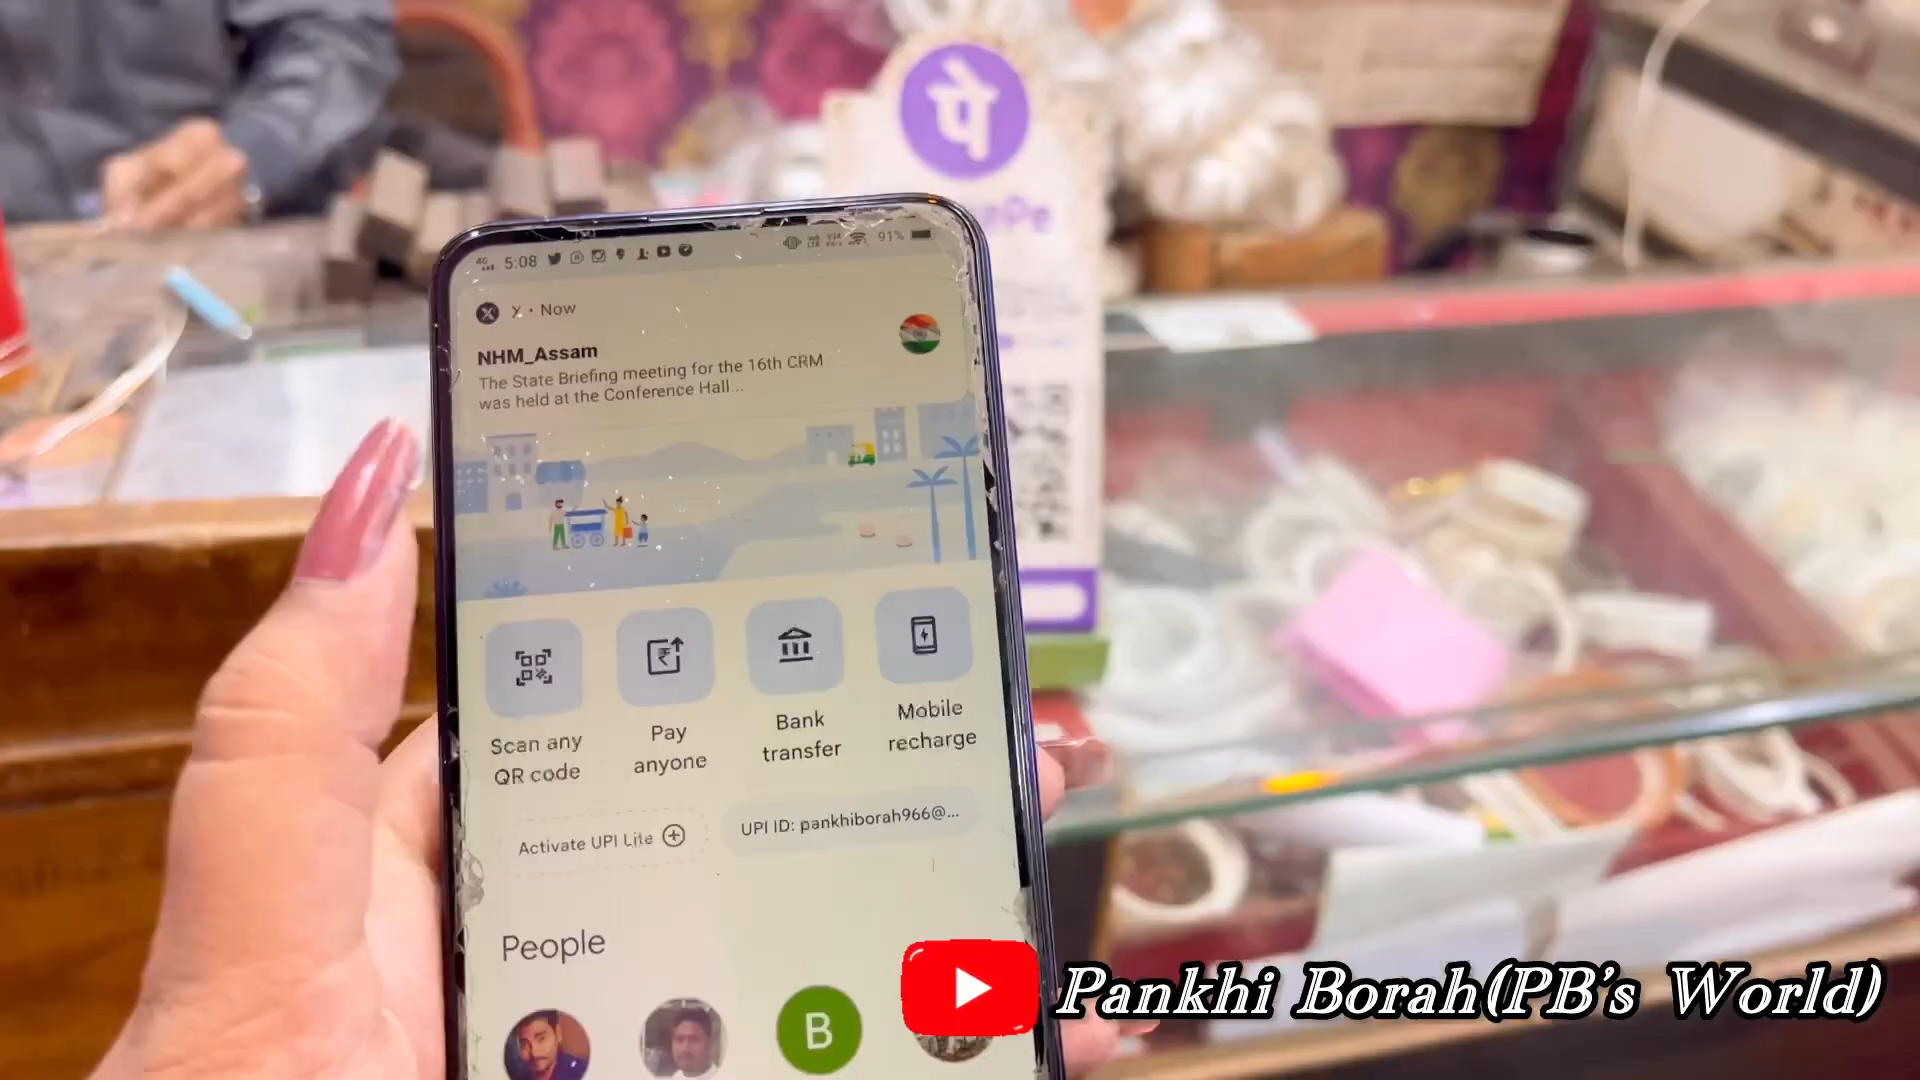 पे
ePe
5:08
91%
X • Now
NHM_Assam
The State Briefing meeting for the 16th CRM
was held at the Conference Hall...
Scan any
QR code
Pay
anyone
Bank
transfer
Mobile
recharge
Activate UPI Lite
UPI ID: pankhiborah966@...
People
B
Pankhi Borah(PB's World)